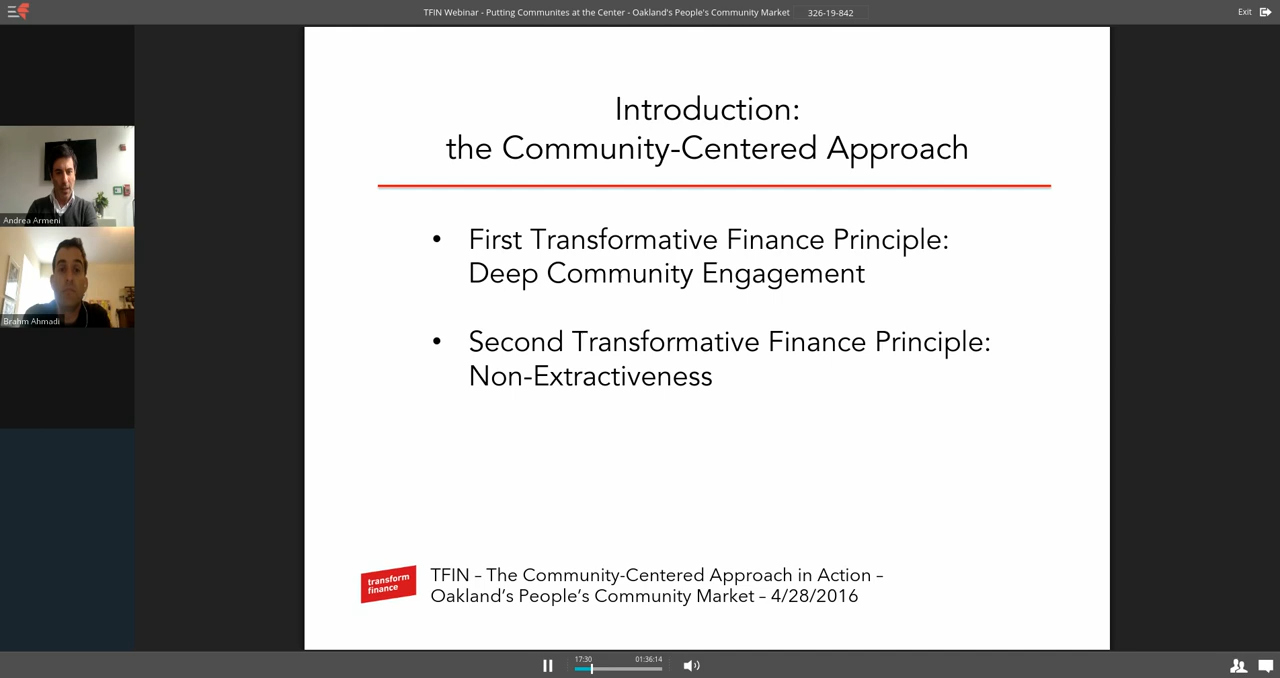 TFIN Webinar - Putting Communites at the Center - Oakland's People's Community Market
326-19-842
Exit
Introduction:
the Community-Centered Approach
• First Transformative Finance Principle:
Deep Community Engagement
• Second Transformative Finance Principle:
Non-Extractiveness
Andrea Armeni
Brahm Ahmadi
transform
finance
TFIN – The Community-Centered Approach in Action –
Oakland's People's Community Market – 4/28/2016
17:30
01:36:14